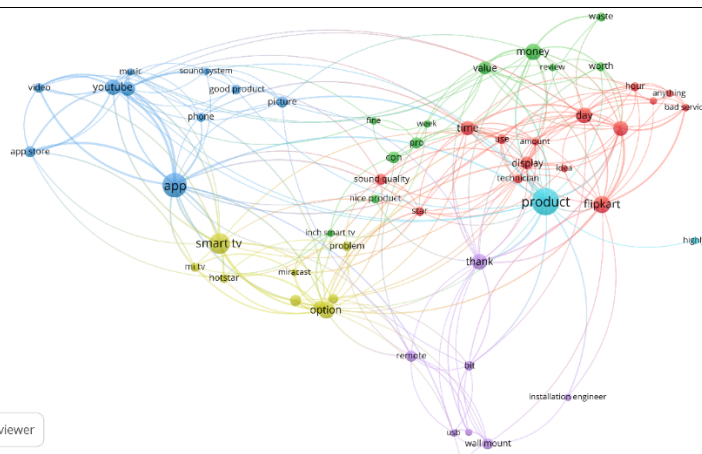 waste
money
value
review
worth
music
sound system
video
youtube
good product
picture
phone
hour
anything
bad servic
day
fine
week
time
use
amount
pro
con
display
idea
technician
app store
app
sound quality
nice product
star
product
flipkart
inch smart tv
problem
smart tv
highl
thank
mi tv
hotstar
miracast
option
remote
bit
installation engineer
usb
wall mount
viewer